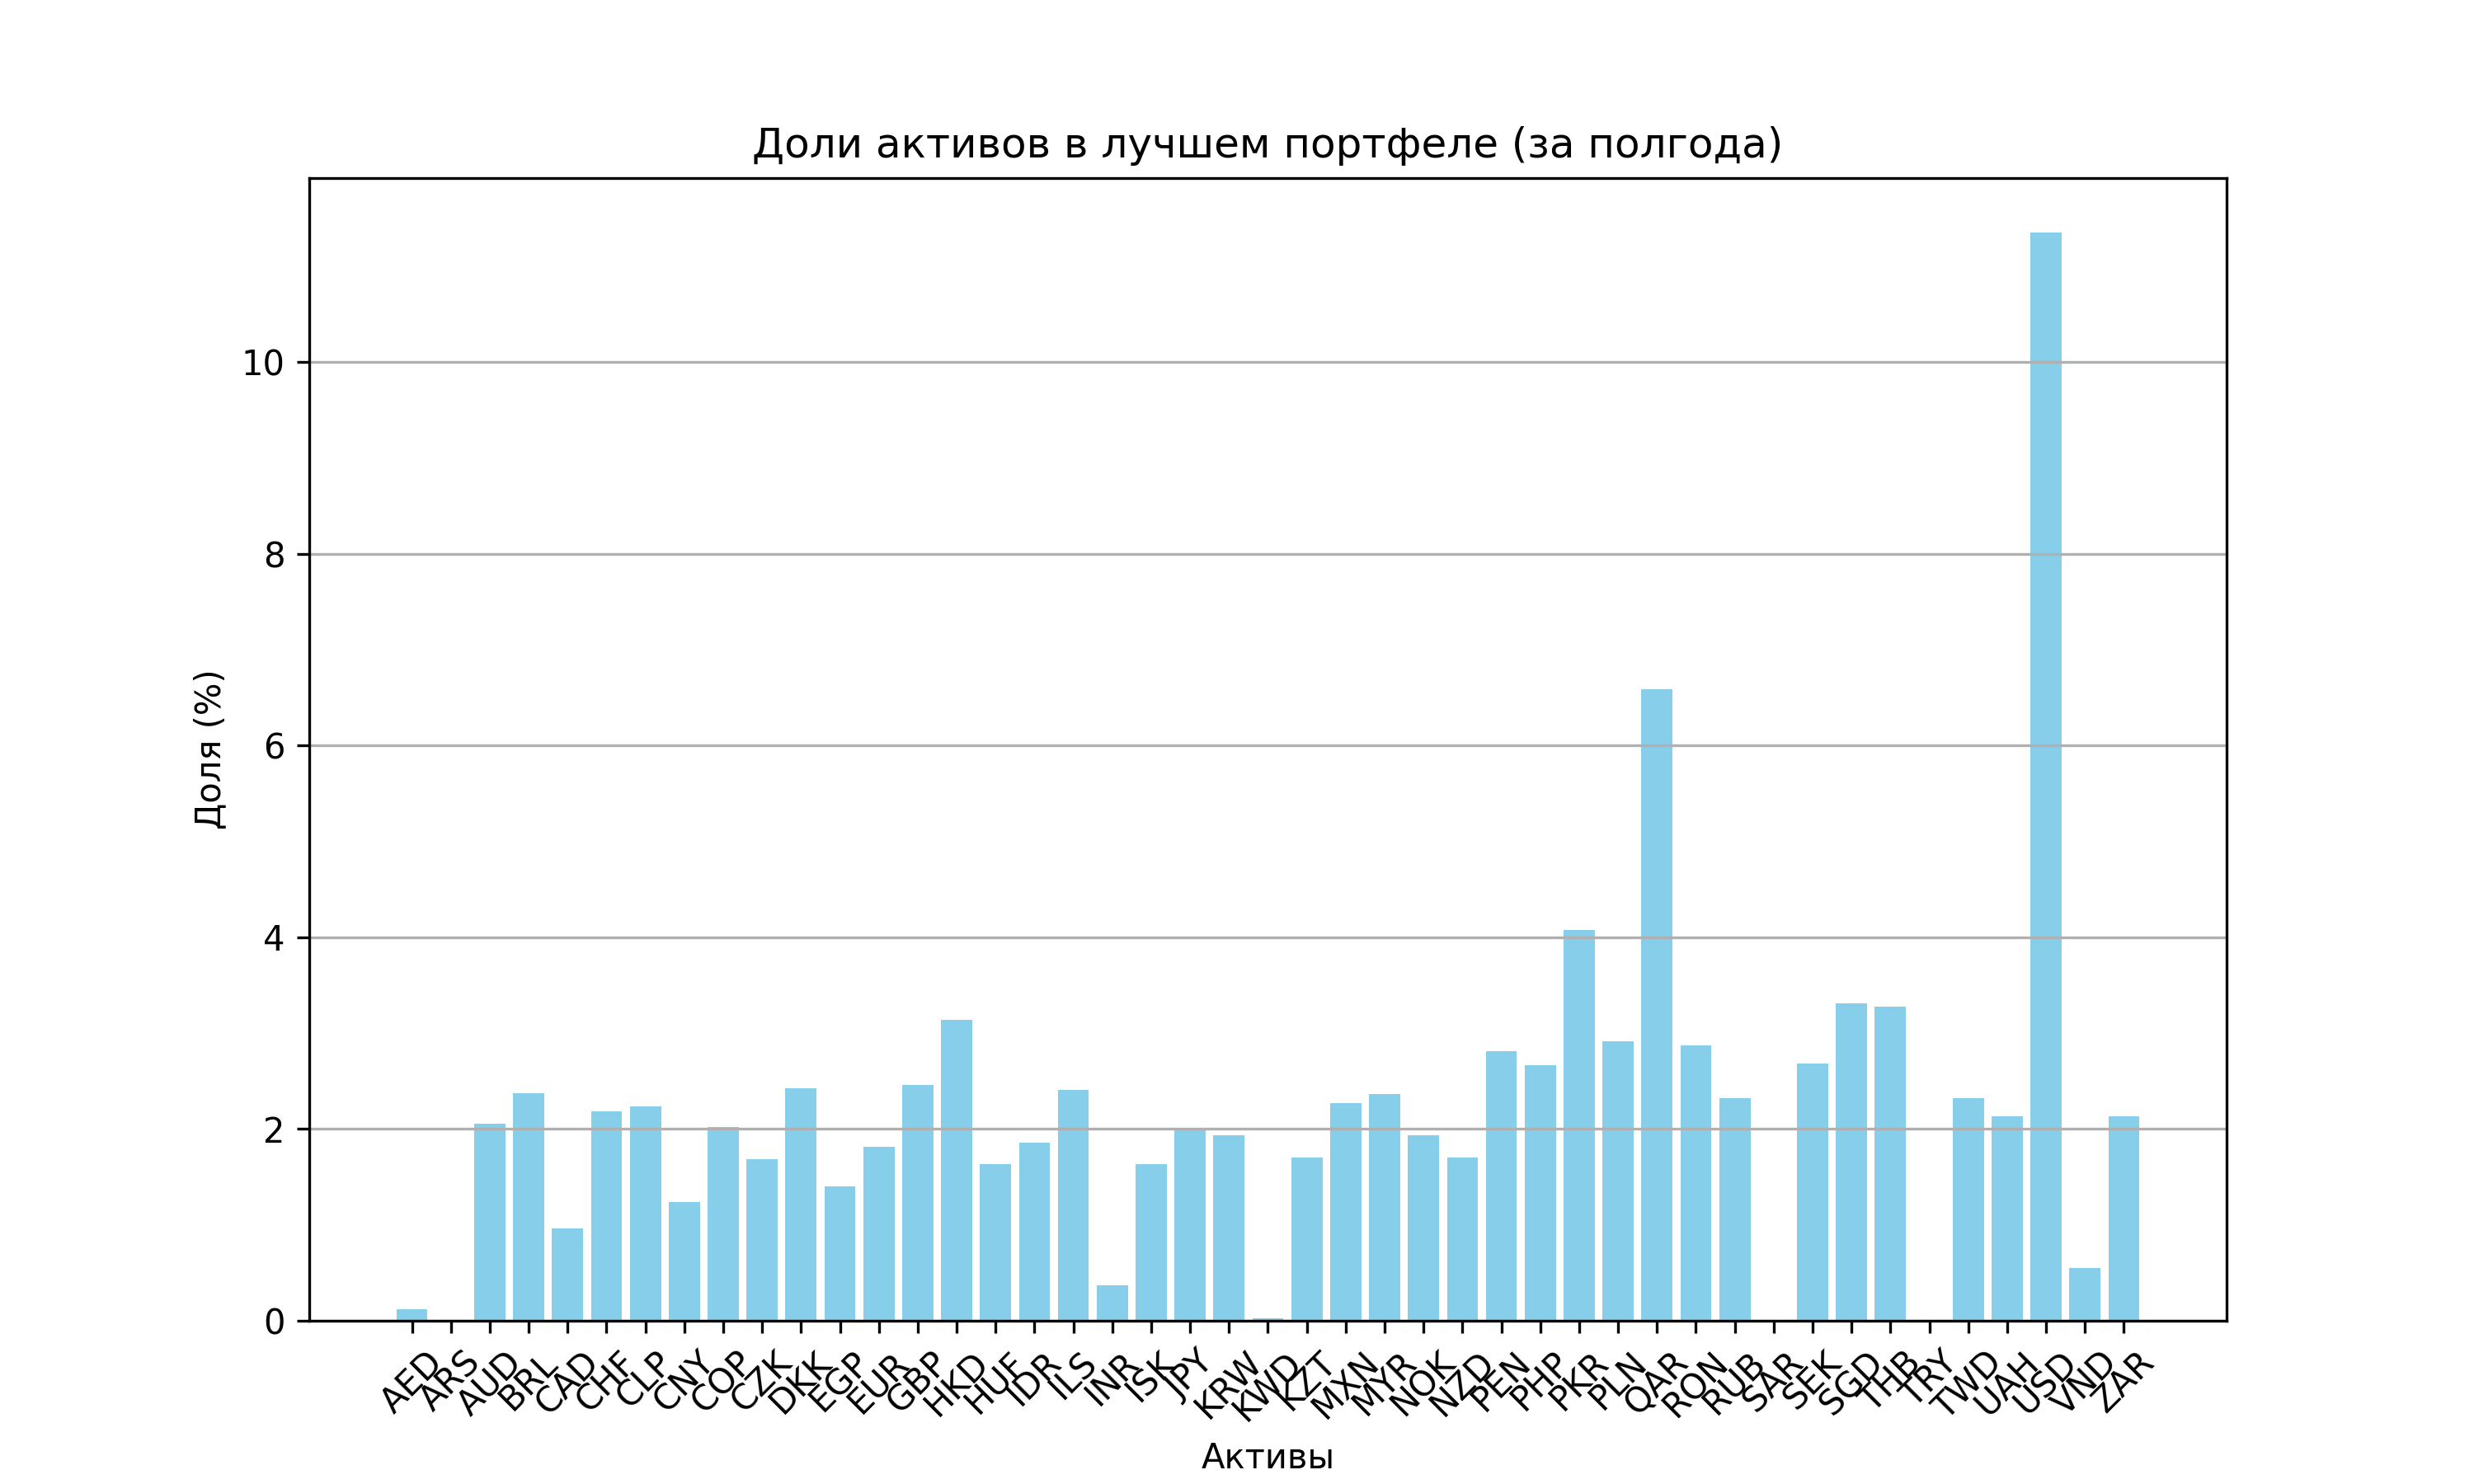 Доли активов в лучшем портфеле (за полгода)
Доля (%)
10
8
6
4
2
0
AED
ARS
AUD
BRL
CAD
CHF
CLP
CNY
COP
CZK
DKK
EGP
EUR
GBP
HKD
HUF
IDR
ILS
INR
ISK
JPY
KRW
KWD
KZT
MXN
MYR
NOK
NZD
PEN
PHP
PKR
PLN
QAR
RON
RUB
SAR
SEK
SGD
THB
TRY
TWD
UAH
USD
VND
ZAR
Активы